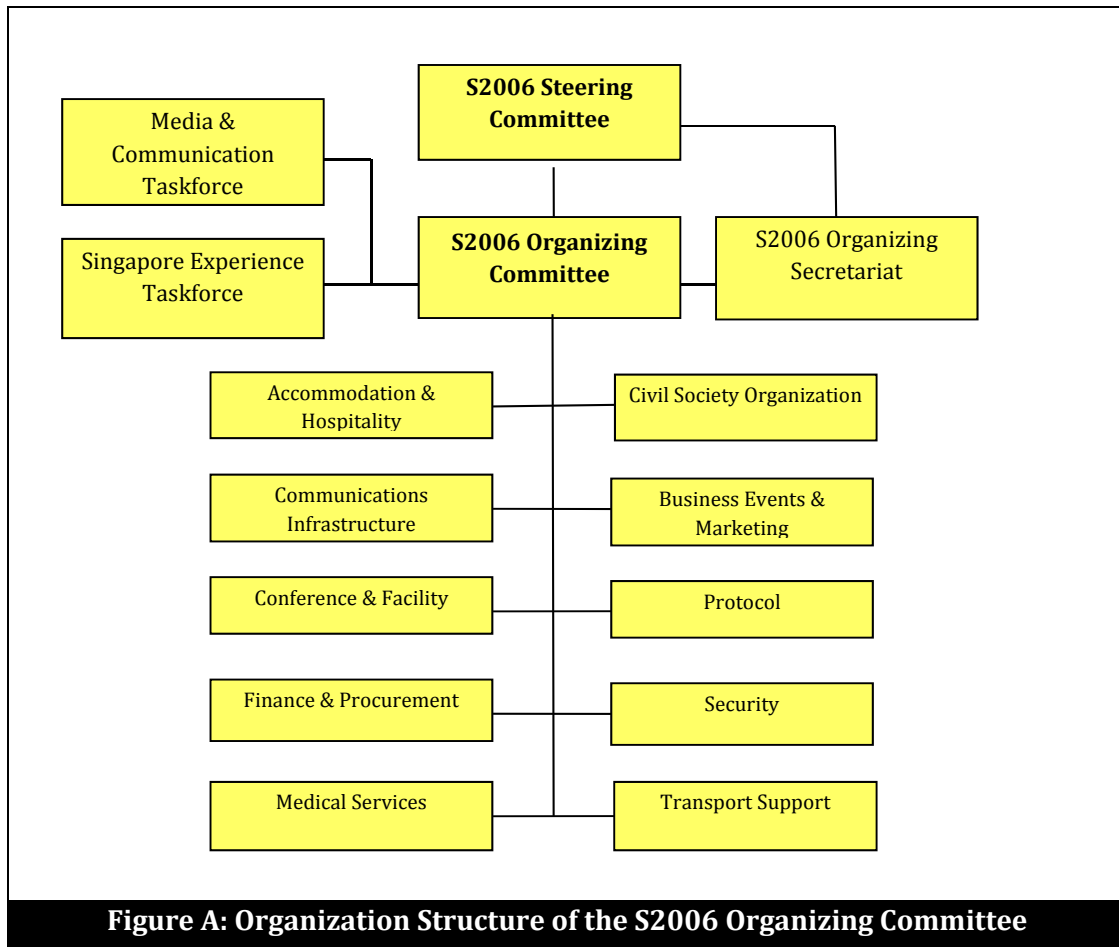 S2006 Steering
Committee
Media &
Communication
Taskforce
S2006 Organizing
Committee
S2006 Organizing
Secretariat
Singapore Experience
Taskforce
Accommodation &
Hospitality
Civil Society Organization
Communications
Infrastructure
Business Events &
Marketing
Conference & Facility
Protocol
Finance & Procurement
Security
Medical Services
Transport Support
Figure A: Organization Structure of the S2006 Organizing Committee